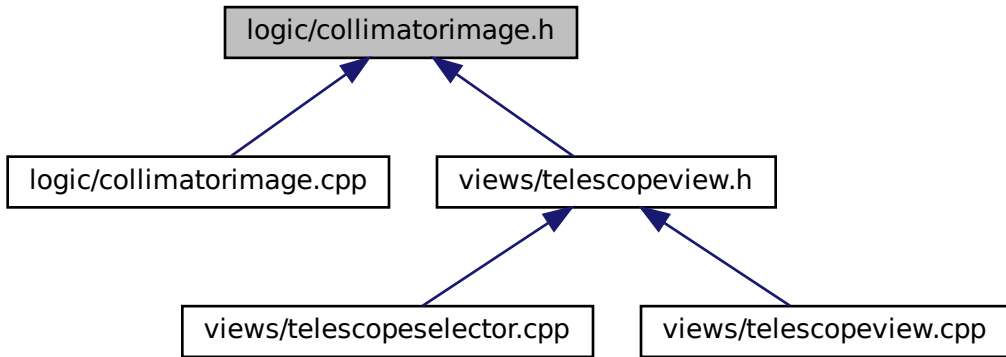 logic/collimatorimage.h
logic/collimatorimage.cpp
views/telescopeview.h
views/telescopeselector.cpp
views/telescopeview.cpp